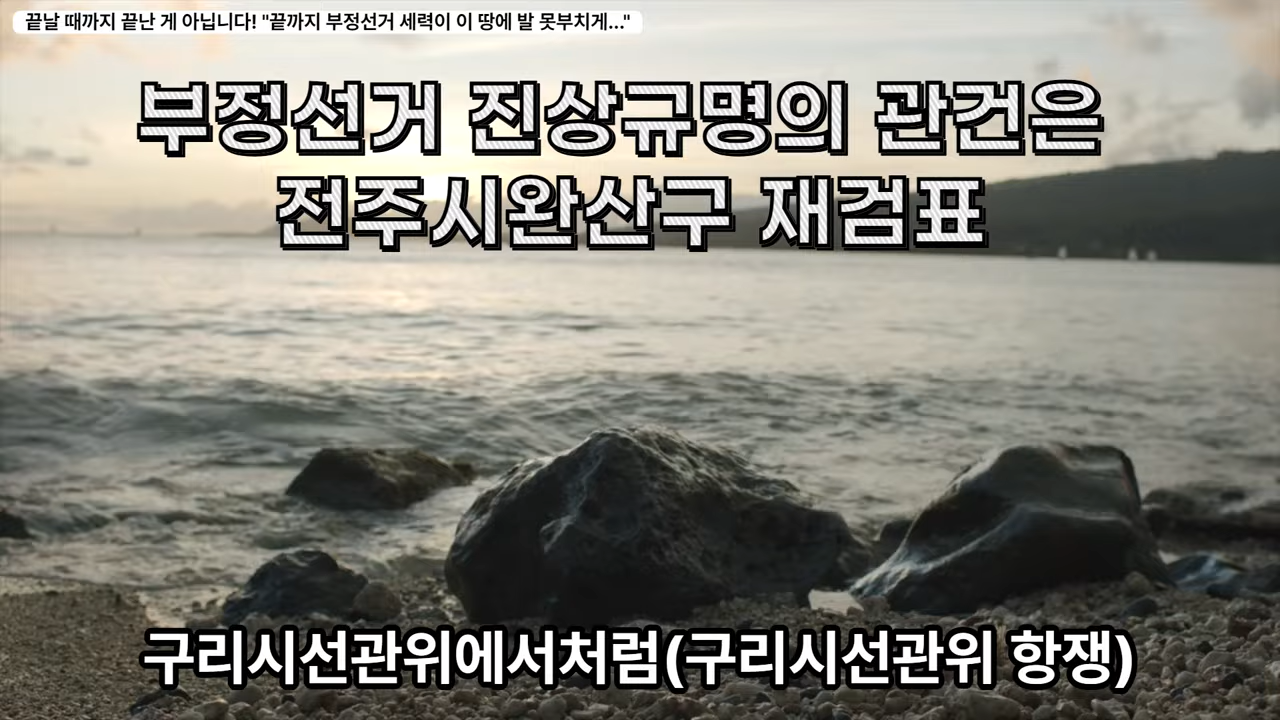 끝날 때까지 끝난 게 아닙니다! "끝까지 부정선거 세력이 이 땅에 발 못부치게..."
부정선거 진상규명의 관건은
전주시완산구 재검표
구리시선관위에서처럼(구리시선관위 항쟁)